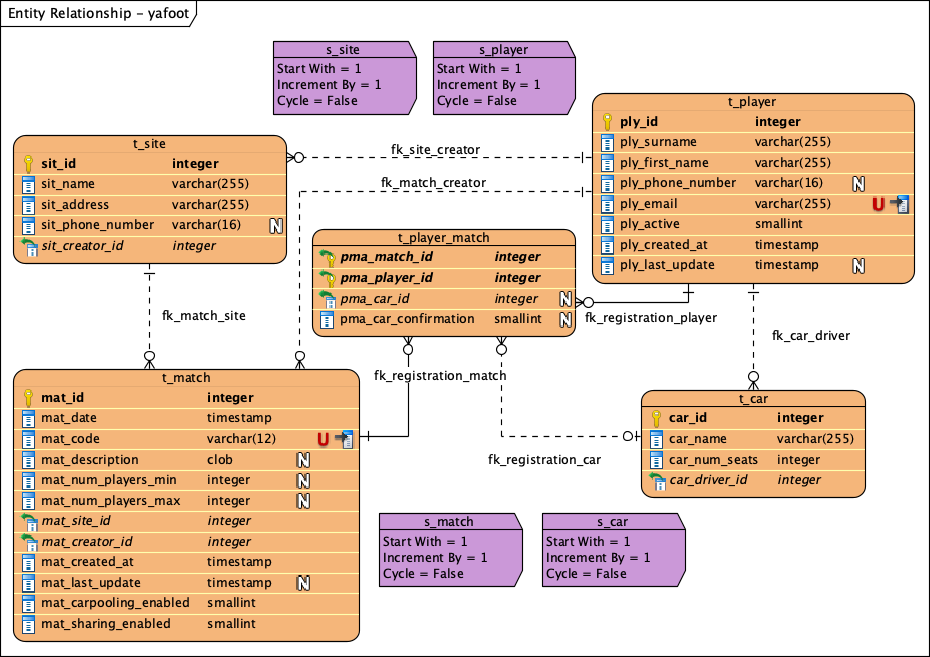 Entity Relationship - yafoot
s_site
Start With = 1
Increment By = 1
Cycle = False
s_player
Start With = 1
Increment By = 1
Cycle = False
t_player
ply_id integer
ply_surname varchar(255)
ply_first_name varchar(255)
ply_phone_number varchar(16) N
ply_email varchar(255) U
ply_active smallint
ply_created_at timestamp
ply_last_update timestamp N
t_site
sit_id integer
sit_name varchar(255)
sit_address varchar(255)
sit_phone_number varchar(16) N
sit_creator_id integer
fk_site_creator
fk_match_creator
t_player_match
pma_match_id integer
pma_player_id integer
pma_car_id integer N
pma_car_confirmation smallint N
fk_match_site
fk_registration_player
fk_car_driver
fk_registration_match
t_match
mat_id integer
mat_date timestamp
mat_code varchar(12) U
mat_description clob N
mat_num_players_min integer N
mat_num_players_max integer N
mat_site_id integer
mat_creator_id integer
mat_created_at timestamp
mat_last_update timestamp N
mat_carpooling_enabled smallint
mat_sharing_enabled smallint
t_car
car_id integer
car_name varchar(255)
car_num_seats integer
car_driver_id integer
fk_registration_car
s_match
Start With = 1
Increment By = 1
Cycle = False
s_car
Start With = 1
Increment By = 1
Cycle = False